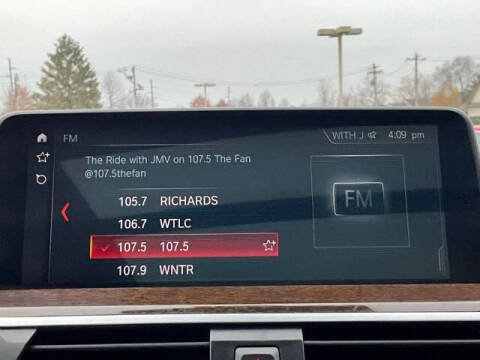 FM
WITH J 4:09 pm
The Ride with JMV on 107.5 The Fan
@107.5thefan
105.7 RICHARDS
106.7 WTLC
107.5 107.5
107.9 WNTR
FM